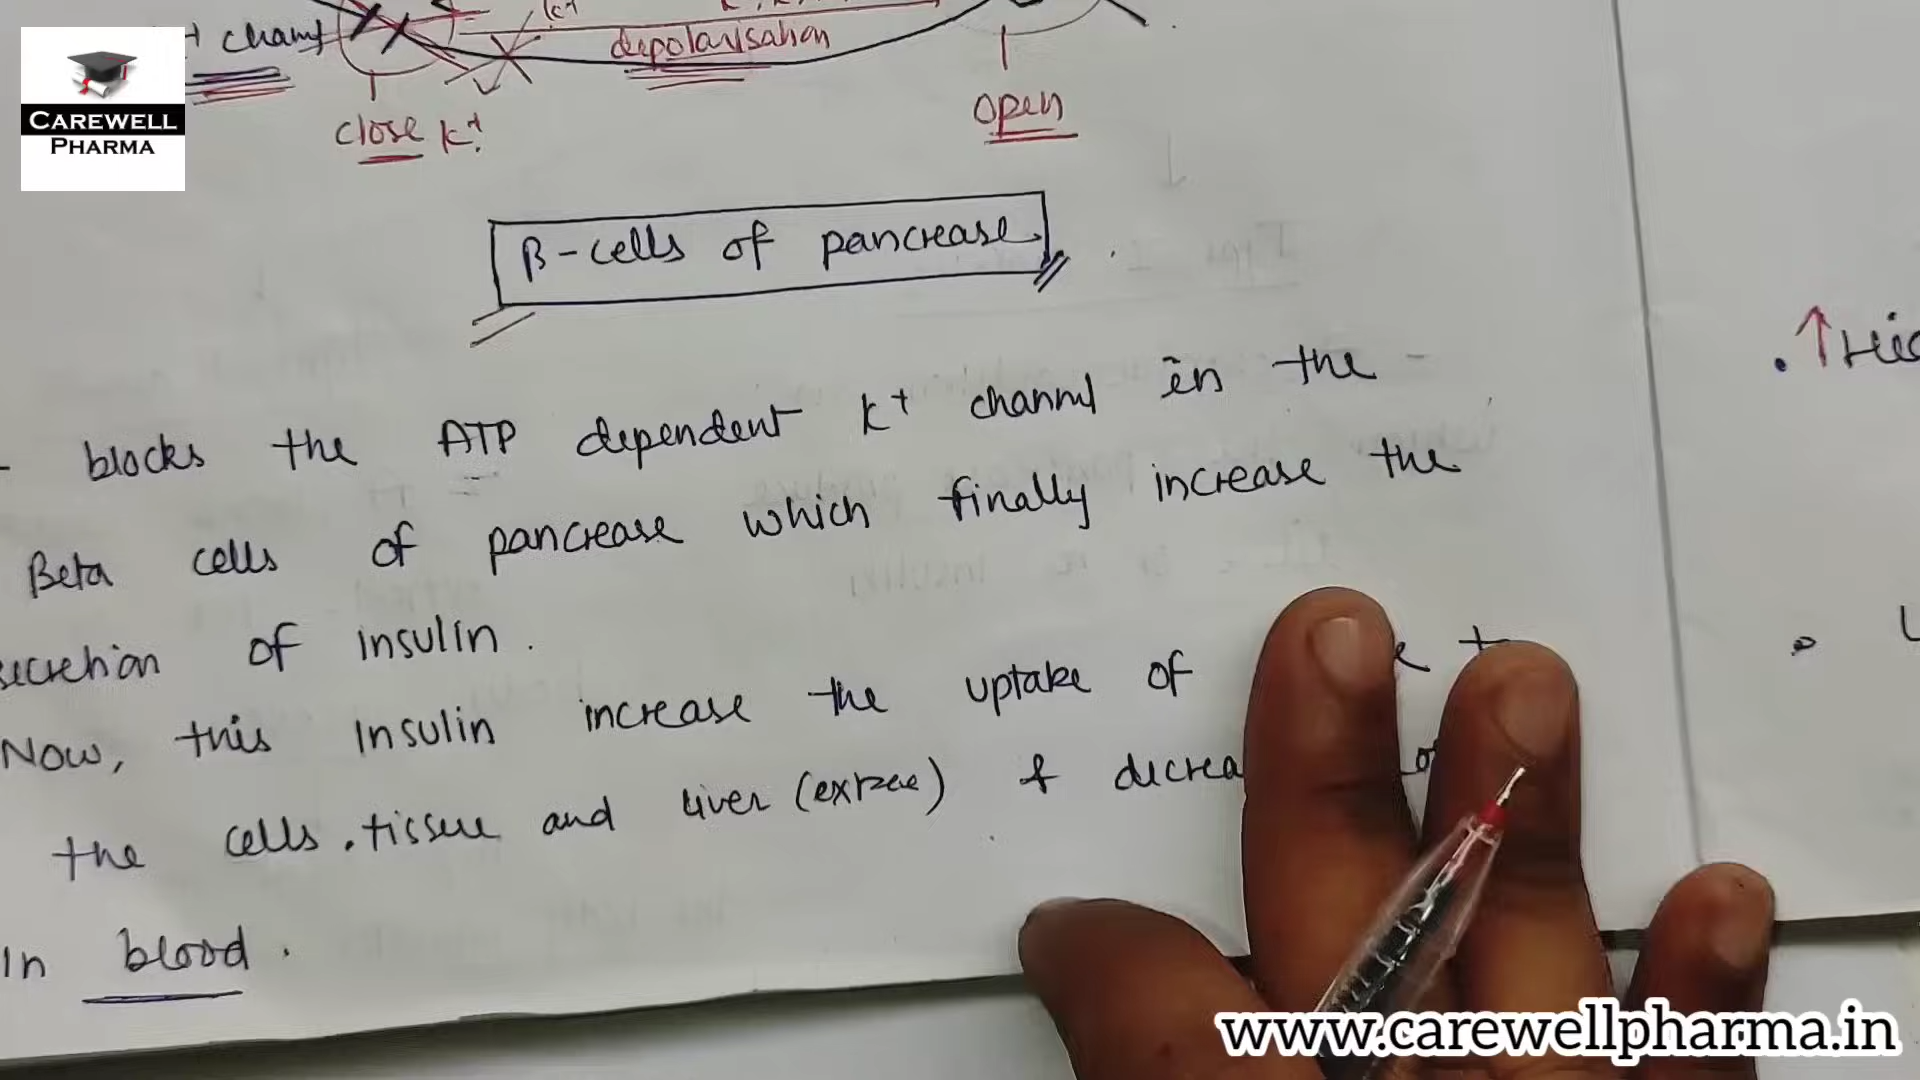 CAREWELL
PHARMA
K+
depolarisation
close K+
open
β-cells of pancrease
- blocks the ATP dependent K+ channel in the
Beta cells of pancrease which finally increase the
secretion of insulin.
Now, this insulin increase the uptake of
the cells. tissue and liver (extrae) & decrea
in blood.
www.carewellpharma.in